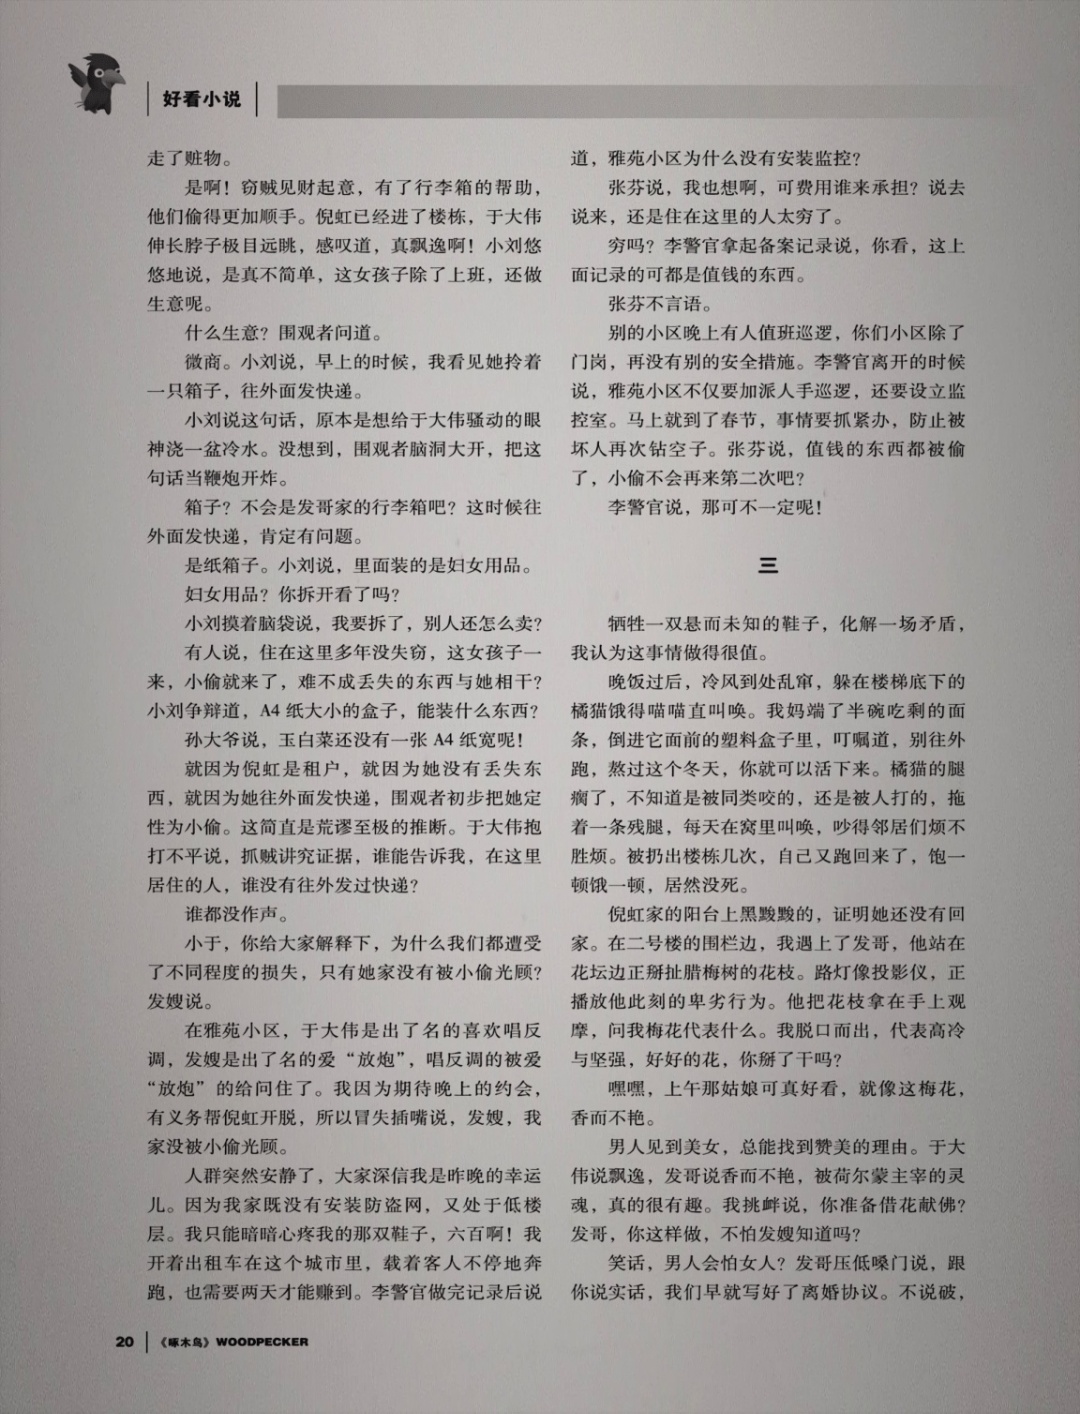 好看小说
走了赃物。
是啊！窃贼见财起意，有了行李箱的帮助，
他们偷得更加顺手。倪虹已经进了楼栋，于大伟
伸长脖子极目远眺，感叹道，真飘逸啊！小刘悠
悠地说，是真不简单，这女孩子除了上班，还做
生意呢。
什么生意？围观者问道。
微商。小刘说，早上的时候，我看见她拎着
一只箱子，往外面发快递。
小刘说这句话，原本是想给于大伟骚动的眼
神浇一盆冷水。没想到，围观者脑洞大开，把这
句话当鞭炮开炸。
箱子？不会是发哥家的行李箱吧？这时候往
外面发快递，肯定有问题。
是纸箱子。小刘说，里面装的是妇女用品。
妇女用品？你拆开看了吗？
小刘摸着脑袋说，我要拆了，别人还怎么卖？
有人说，住在这里多年没失窃，这女孩子一
来，小偷就来了，难不成丢失的东西与她相干？
小刘争辩道，A4 纸大小的盒子，能装什么东西？
孙大爷说，玉白菜还没有一张 A4 纸宽呢！
就因为倪虹是租户，就因为她没有丢失东
西，就因为她往外面发快递，围观者初步把她定
性为小偷。这简直是荒谬至极的推断。于大伟抱
打不平说，抓贼讲究证据，谁能告诉我，在这里
居住的人，谁没有往外发过快递？
谁都没作声。
小于，你给大家解释下，为什么我们都遭受
了不同程度的损失，只有她家没有被小偷光顾？
发嫂说。
在雅苑小区，于大伟是出了名的喜欢唱反
调，发嫂是出了名的爱“放炮”，唱反调的被爱
“放炮”的给问住了。我因为期待晚上的约会，
有义务帮倪虹开脱，所以冒失插嘴说，发嫂，我
家没被小偷光顾。
人群突然安静了，大家深信我是昨晚的幸运
儿。因为我家既没有安装防盗网，又处于低楼
层。我只能暗暗心疼我的那双鞋子，六百啊！我
开着出租车在这个城市里，载着客人不停地奔
跑，也需要两天才能赚到。李警官做完记录后说
道，雅苑小区为什么没有安装监控？
张芬说，我也想啊，可费用谁来承担？说去
说来，还是住在这里的人太穷了。
穷吗？李警官拿起备案记录说，你看，这上
面记录的可都是值钱的东西。
张芬不言语。
别的小区晚上有人值班巡逻，你们小区除了
门岗，再没有别的安全措施。李警官离开的时候
说，雅苑小区不仅要加派人手巡逻，还要设立监
控室。马上就到了春节，事情要抓紧办，防止被
坏人再次钻空子。张芬说，值钱的东西都被偷
了，小偷不会再来第二次吧？
李警官说，那可不一定呢！
三
牺牲一双悬而未知的鞋子，化解一场矛盾，
我认为这事情做得很值。
晚饭过后，冷风到处乱窜，躲在楼梯底下的
橘猫饿得喵喵直叫唤。我妈端了半碗吃剩的面
条，倒进它面前的塑料盒子里，叮嘱道，别往外
跑，熬过这个冬天，你就可以活下来。橘猫的腿
瘸了，不知道是被同类咬的，还是被人打的，拖
着一条残腿，每天在窝里叫唤，吵得邻居们烦不
胜烦。被扔出楼栋几次，自己又跑回来了，饱一
顿饿一顿，居然没死。
倪虹家的阳台上黑黢黢的，证明她还没有回
家。在二号楼的围栏边，我遇上了发哥，他站在
花坛边正掰扯腊梅树的花枝。路灯像投影仪，正
播放他此刻的卑劣行为。他把花枝拿在手上观
摩，问我梅花代表什么。我脱口而出，代表高冷
与坚强，好好的花，你掰了干吗？
嘿嘿，上午那姑娘可真好看，就像这梅花，
香而不艳。
男人见到美女，总能找到赞美的理由。于大
伟说飘逸，发哥说香而不艳，被荷尔蒙主宰的灵
魂，真的很有趣。我挑衅说，你准备借花献佛？
发哥，你这样做，不怕发嫂知道吗？
笑话，男人会怕女人？发哥压低嗓门说，跟
你说实话，我们早就写好了离婚协议。不说破，
20 《啄木鸟》WOODPECKER